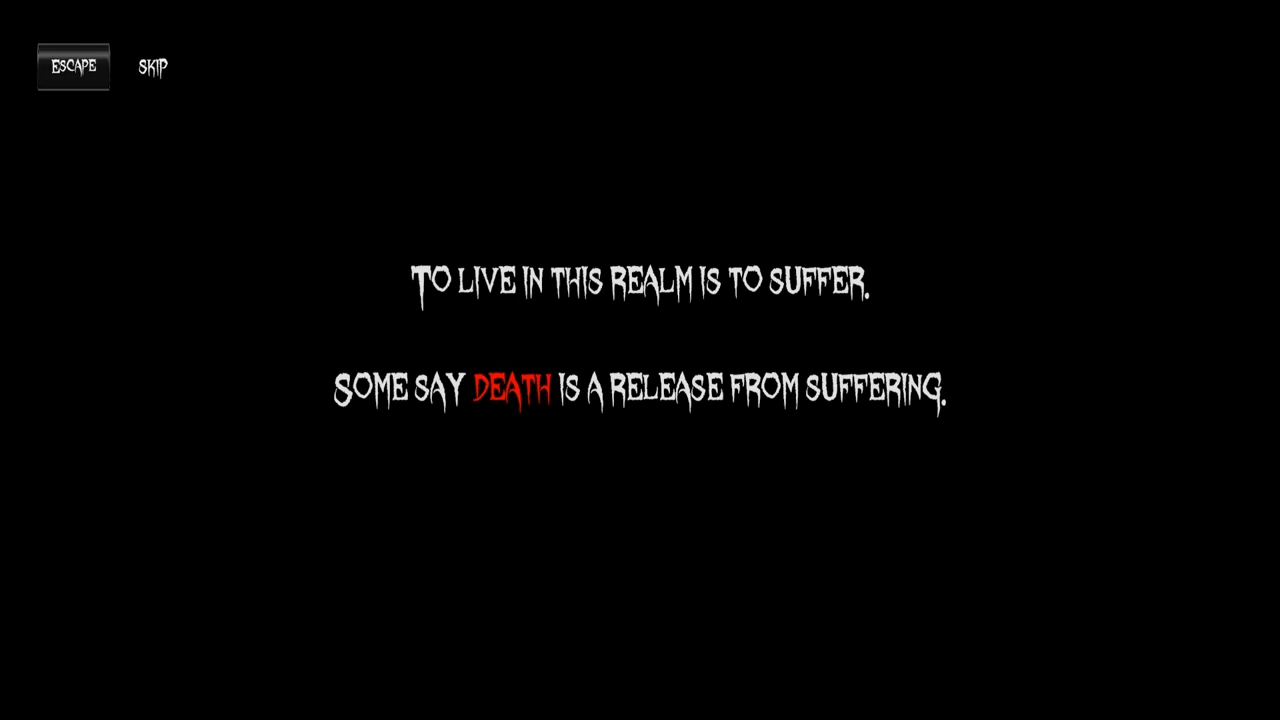 ESCAPE SKIP
TO LIVE IN THIS REALM IS TO SUFFER.
SOME SAY DEATH IS A RELEASE FROM SUFFERING.